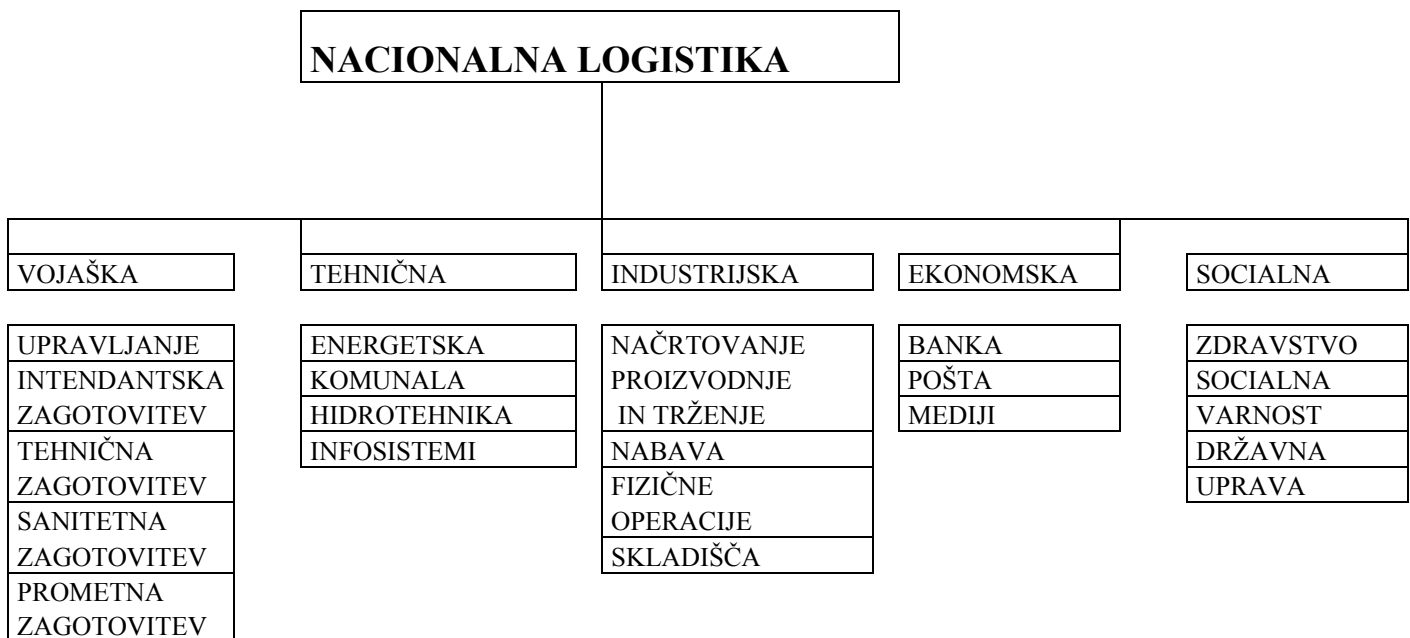 NACIONALNA LOGISTIKA
VOJAŠKA
TEHNIČNA
INDUSTRIJSKA
EKONOMSKA
SOCIALNA
UPRAVLJANJE
INTENDANTSKA
ZAGOTOVITEV
TEHNIČNA
ZAGOTOVITEV
SANITETNA
ZAGOTOVITEV
PROMETNA
ZAGOTOVITEV
ENERGETSKA
KOMUNALA
HIDROTEHNIKA
INFOSISTEMI
NAČRTOVANJE
PROIZVODNJE
IN TRŽENJE
NABAVA
FIZIČNE
OPERACIJE
SKLADIŠČA
BANKA
POŠTA
MEDIJI
ZDRAVSTVO
SOCIALNA
VARNOST
DRŽAVNA
UPRAVA